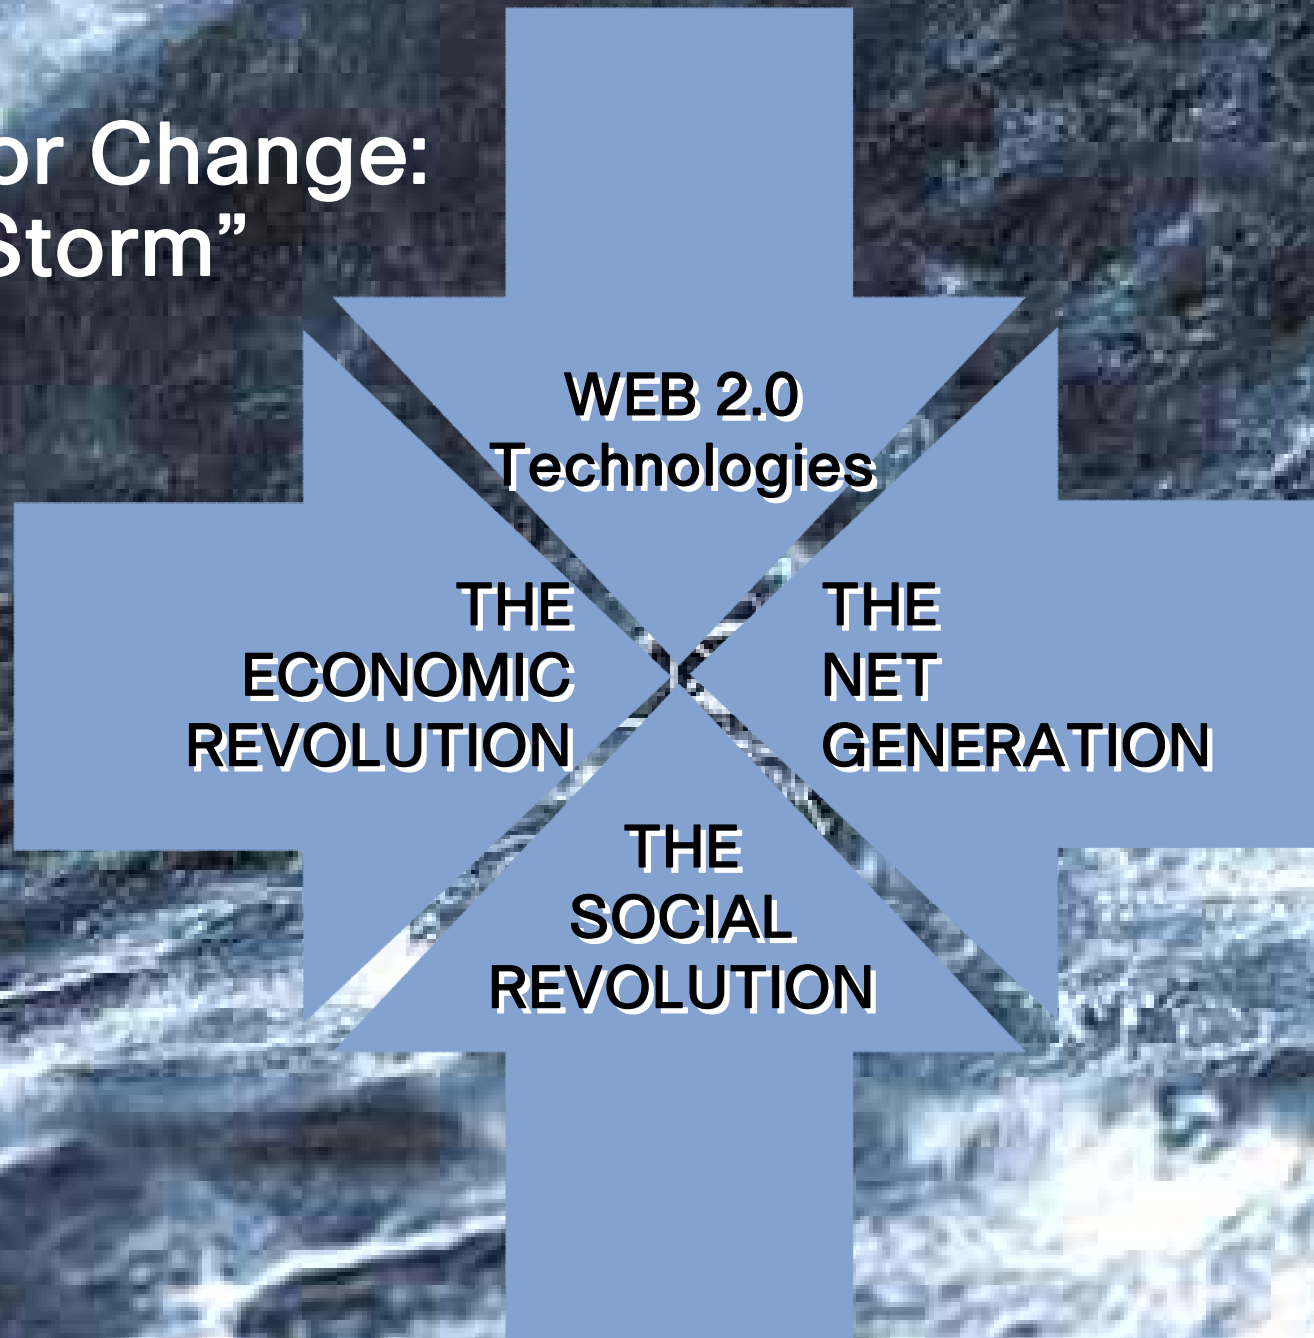 or Change:
Storm”
WEB 2.0
Technologies
THE
ECONOMIC
REVOLUTION
THE
NET
GENERATION
THE
SOCIAL
REVOLUTION